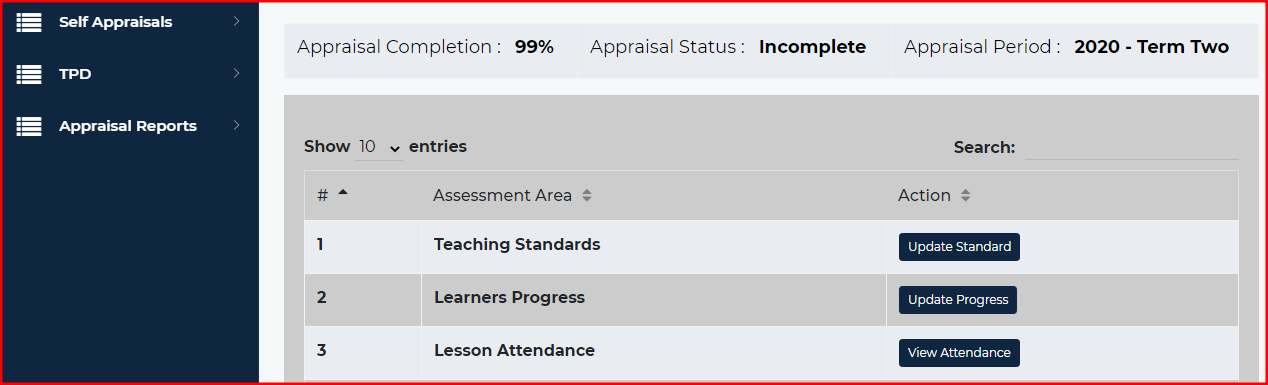 Self Appraisals
TPD
Appraisal Reports
Appraisal Completion : 99% Appraisal Status : Incomplete Appraisal Period : 2020 - Term Two
Show 10 entries Search:
# Assessment Area Action
1 Teaching Standards Update Standard
2 Learners Progress Update Progress
3 Lesson Attendance View Attendance